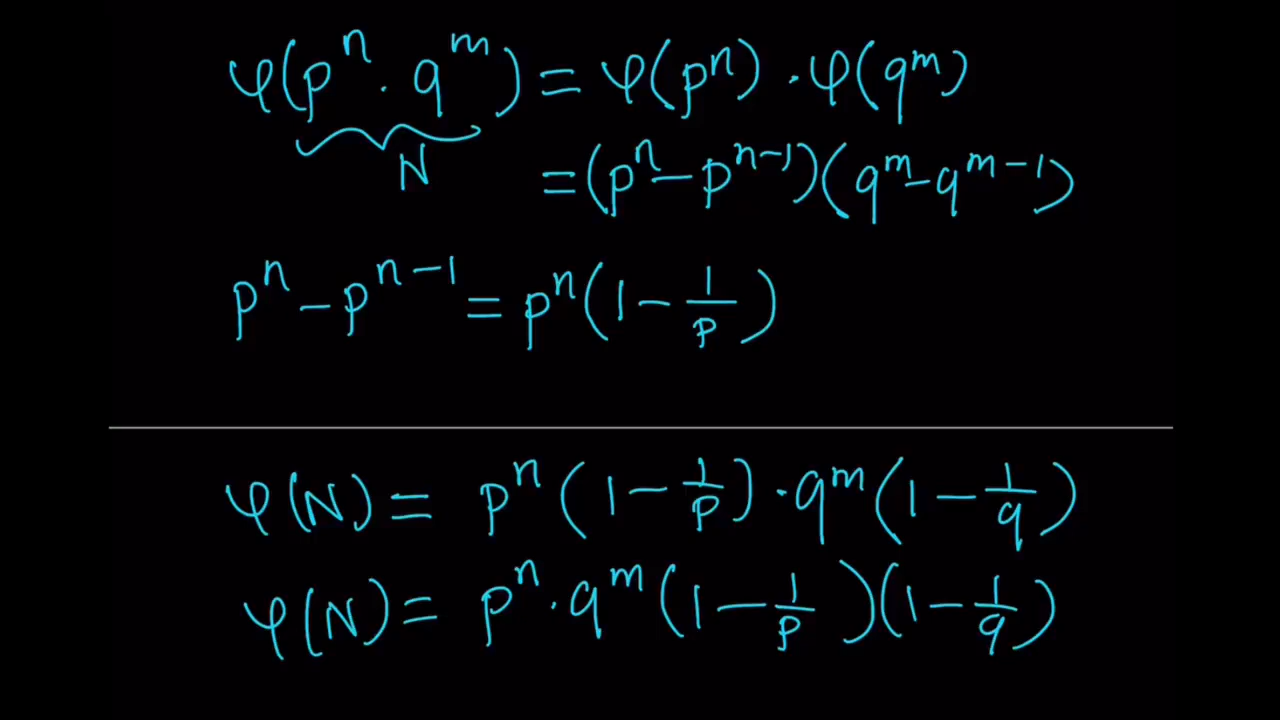 φ(pⁿ · qᵐ) = φ(pⁿ) · φ(qᵐ)
N
= (pⁿ − pⁿ⁻¹)(qᵐ − qᵐ⁻¹)
pⁿ − pⁿ⁻¹ = pⁿ(1 − 1/p)
φ(N) = pⁿ(1 − 1/p) · qᵐ(1 − 1/q)
φ(N) = pⁿ · qᵐ(1 − 1/p)(1 − 1/q)